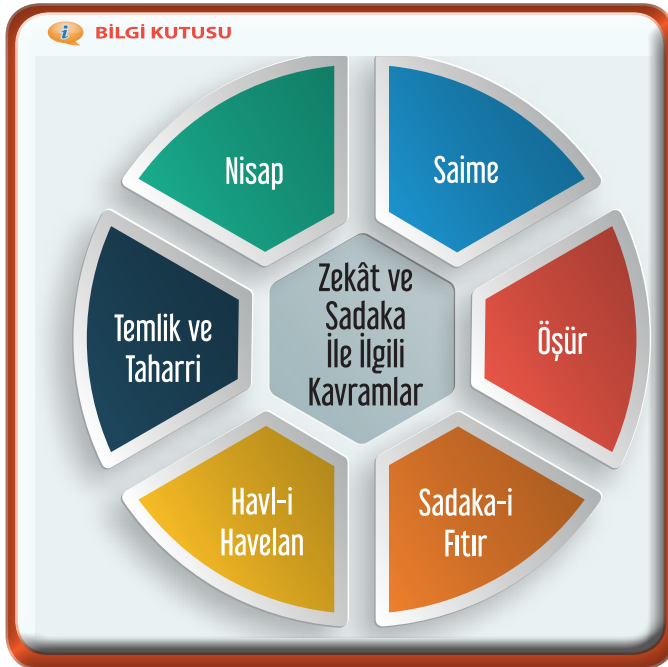 BİLGİ KUTUSU
Nisap
Saime
Temlik ve
Taharri
Zekât ve
Sadaka
İle İlgili
Kavramlar
Öşür
Havl-i
Havelan
Sadaka-i
Fıtır